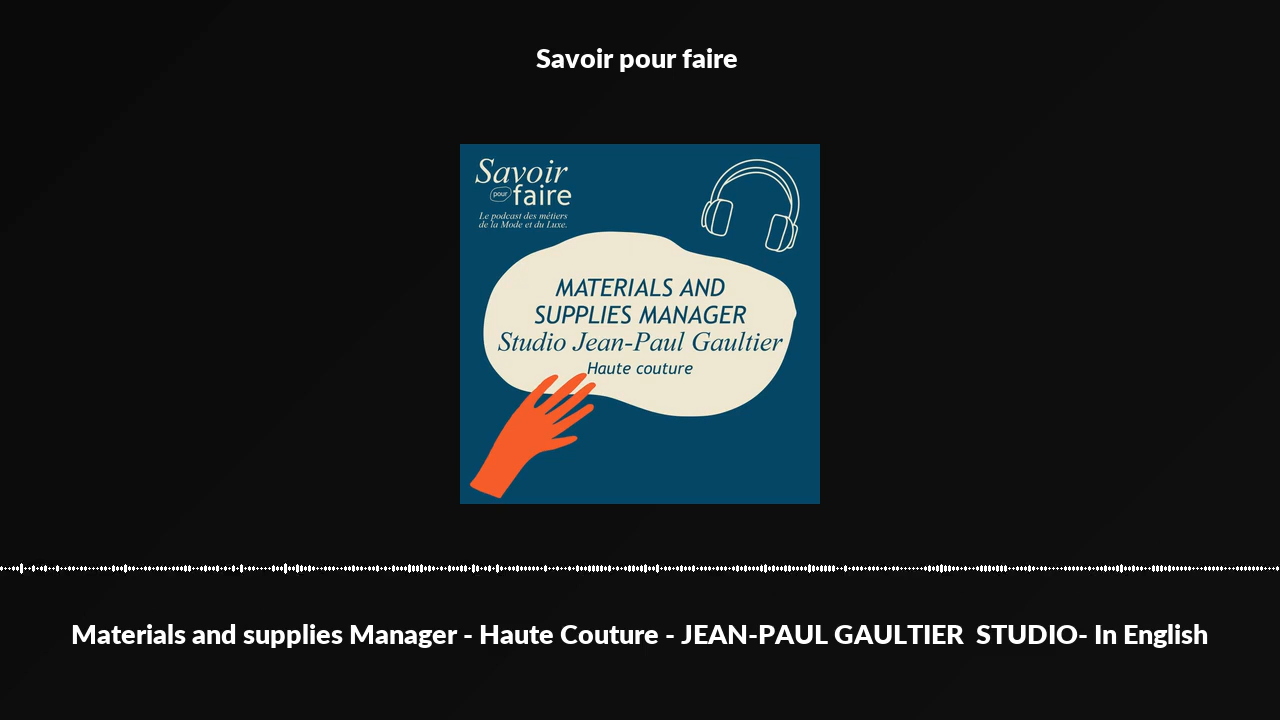 Savoir pour faire
Savoir
pour faire
Le podcast des métiers
de la Mode et du Luxe.
MATERIALS AND
SUPPLIES MANAGER
Studio Jean-Paul Gaultier
Haute couture
Materials and supplies Manager - Haute Couture - JEAN-PAUL GAULTIER  STUDIO- In English